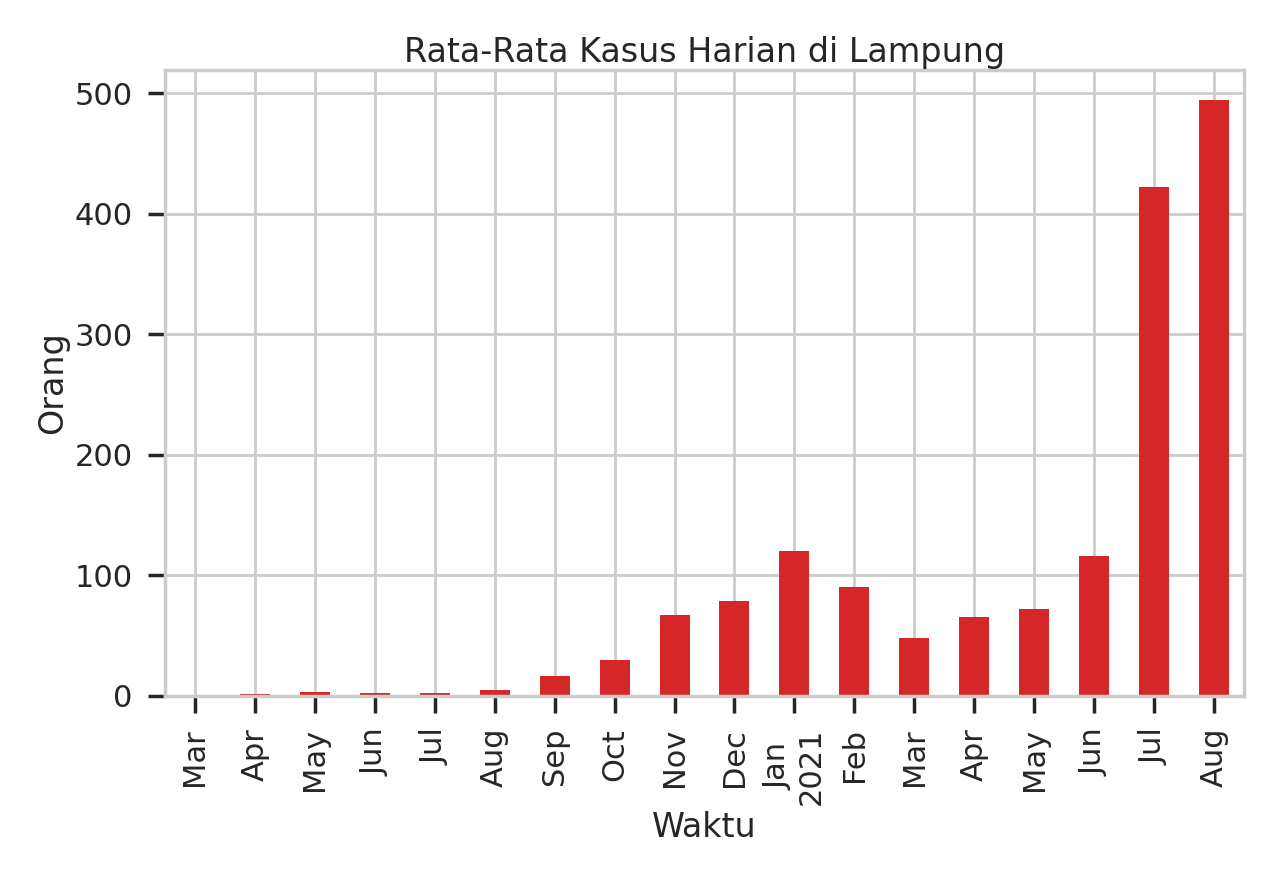 Rata-Rata Kasus Harian di Lampung
500
400
300
200
100
0
Orang
Mar
Apr
May
Jun
Jul
Aug
Sep
Oct
Nov
Dec
Jan
2021
Feb
Mar
Apr
May
Jun
Jul
Aug
Waktu